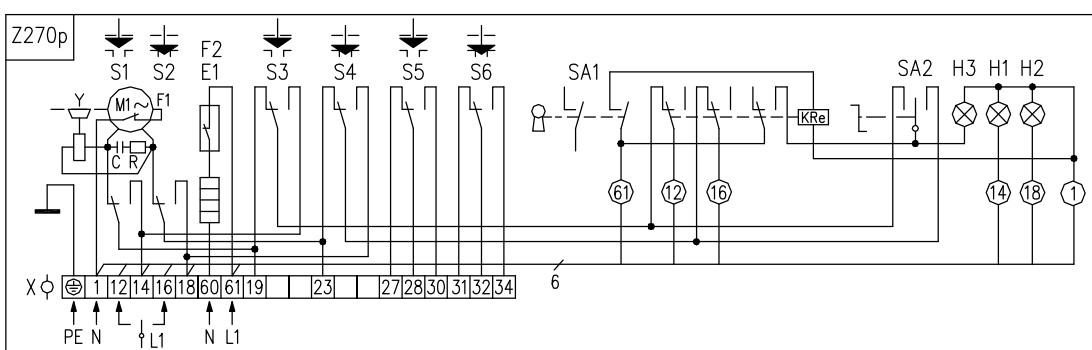 Z270p
F2
S1 S2 E1 S3 S4 S5 S6 SA1 SA2 H3 H1 H2
Y M1 ~ F1
KRe
C R
61 12 16 14 18 1
X 1 12 14 16 18 60 61 19 23 27 28 30 31 32 34
6
PE N L1 N L1